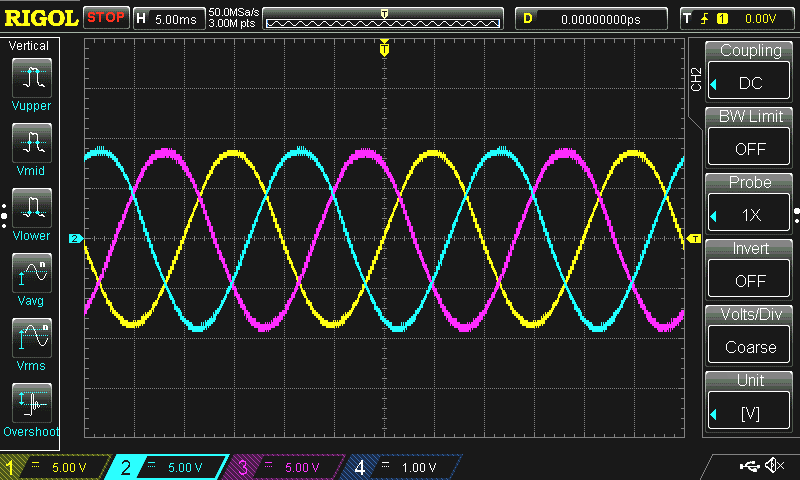 RIGOL STOP H 5.00ms 50.0MSa/s
3.00M pts T D 0.00000000ps T 1 0.00V
Vertical
Vupper
Vmid
Vlower
Vavg
n
Vrms
n
Overshoot
T
2
T
CH2
Coupling
DC
BW Limit
OFF
Probe
1X
Invert
OFF
Volts/Div
Coarse
Unit
[V]
1 5.00 V 2 5.00 V 3 5.00 V 4 1.00 V